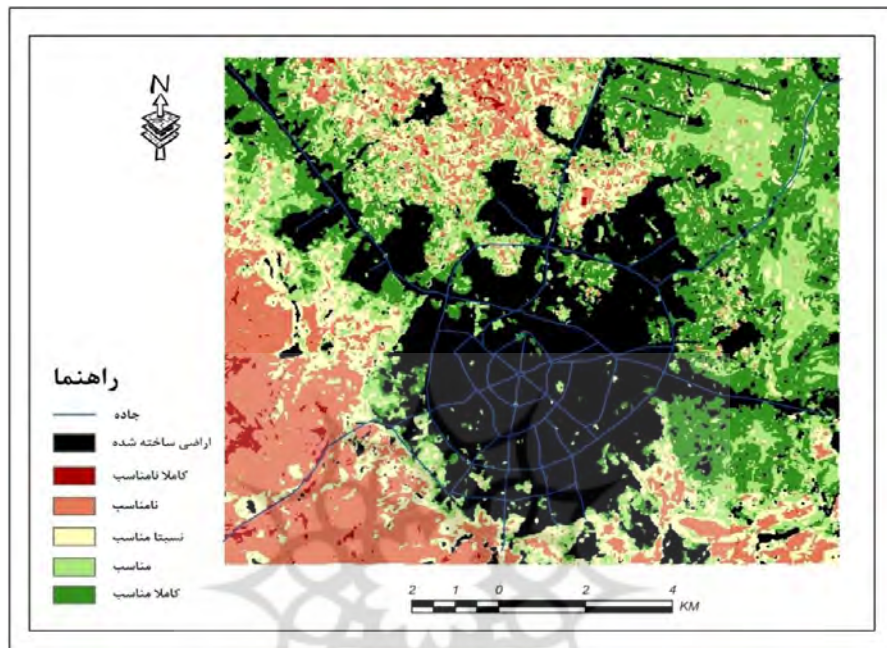 N
راهنما
جاده
اراضی ساخته شده
کاملا نامناسب
نامناسب
نسبتا مناسب
مناسب
کاملا مناسب
2 1 0 2 4
KM